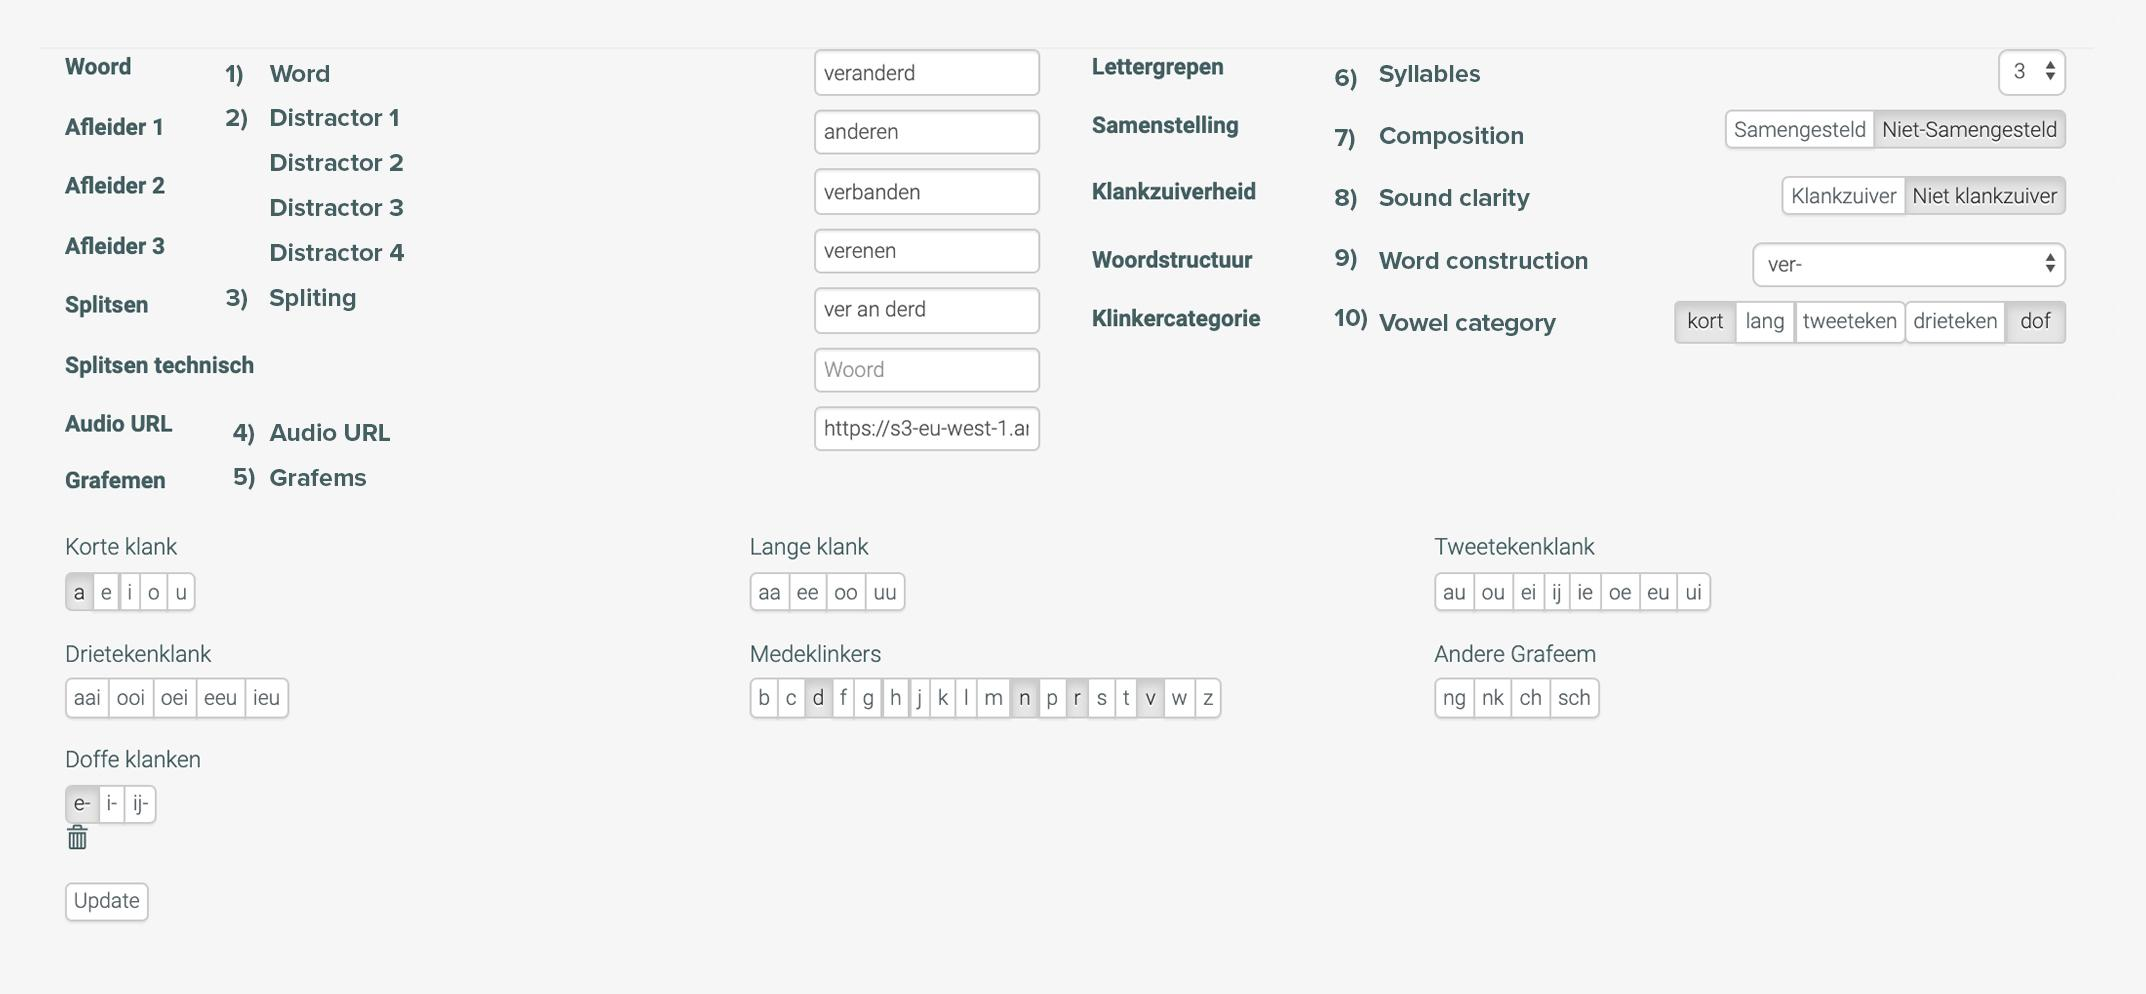 Woord 1) Word veranderd
Afleider 1 2) Distractor 1 anderen
Distractor 2
Afleider 2 verbanden
Distractor 3
Afleider 3 Distractor 4 verenen
Splitsen 3) Spliting ver an derd
Splitsen technisch Woord
Audio URL 4) Audio URL https://s3-eu-west-1.ar
Grafemen 5) Grafems
Lettergrepen 6) Syllables 3
Samenstelling 7) Composition Samengesteld Niet-Samengesteld
Klankzuiverheid 8) Sound clarity Klankzuiver Niet klankzuiver
Woordstructuur 9) Word construction ver-
Klinkercategorie 10) Vowel category kort lang tweeteken drieteken dof
Korte klank
a e i o u
Lange klank
aa ee oo uu
Tweetekenklank
au ou ei ij ie oe eu ui
Drietekenklank
aai ooi oei eeu ieu
Medeklinkers
b c d f g h j k l m n p r s t v w z
Andere Grafeem
ng nk ch sch
Doffe klanken
e- i- ij-
Update